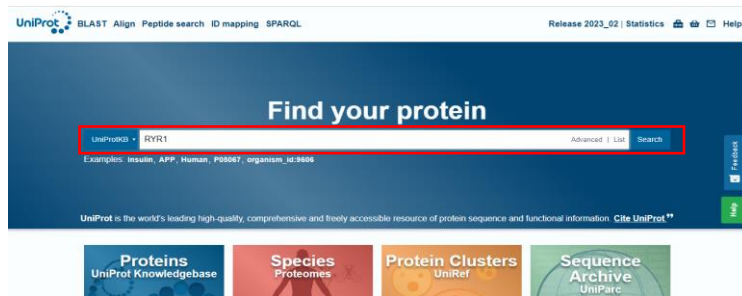 UniProt BLAST Align Peptide search ID mapping SPARQL Release 2023_02 | Statistics Help
Find your protein
UniProtKB RYR1 Advanced | List Search
Examples: Insulin, APP, Human, P05067, organism_id:9606
Feedback
Help
UniProt is the world's leading high-quality, comprehensive and freely accessible resource of protein sequence and functional information. Cite UniProt”
Proteins Species Protein Clusters Sequence
UniProt Knowledgebase Proteomes UniRef Archive
UniParc